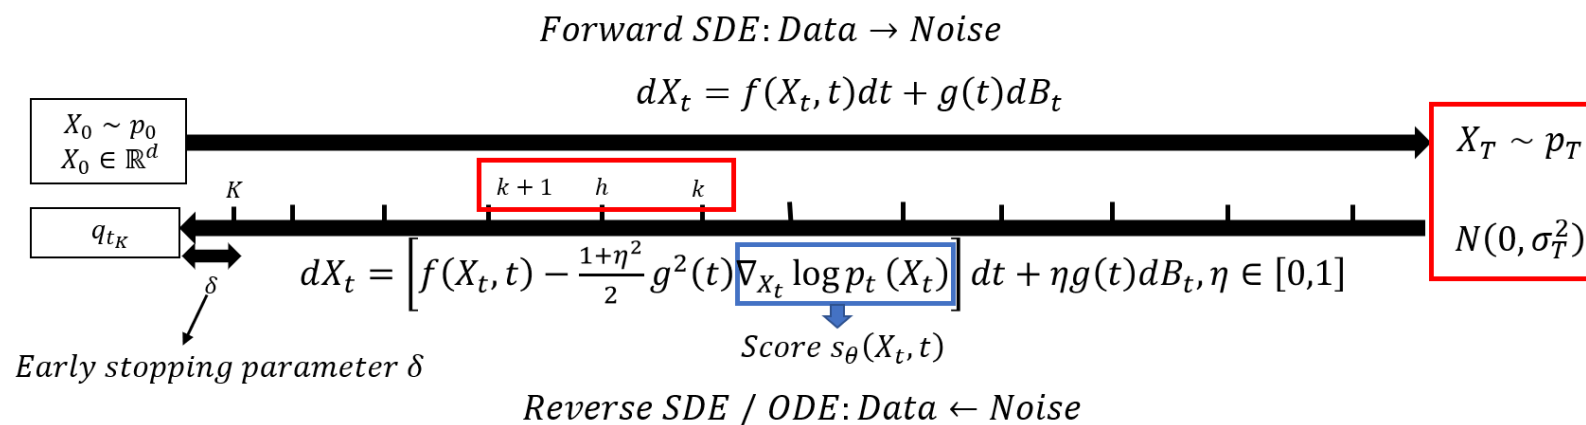 Forward SDE: Data → Noise
dX_t = f(X_t, t)dt + g(t)dB_t
X_0 ~ p_0
X_0 ∈ ℝ^d
X_T ~ p_T
K
k + 1
h
k
q_{t_K}
N(0, σ_T^2)
δ
dX_t = [f(X_t, t) − \frac{1+η^2}{2} g^2(t)∇_{X_t} log p_t (X_t)] dt + ηg(t)dB_t, η ∈ [0,1]
Score s_θ(X_t, t)
Early stopping parameter δ
Reverse SDE / ODE: Data ← Noise